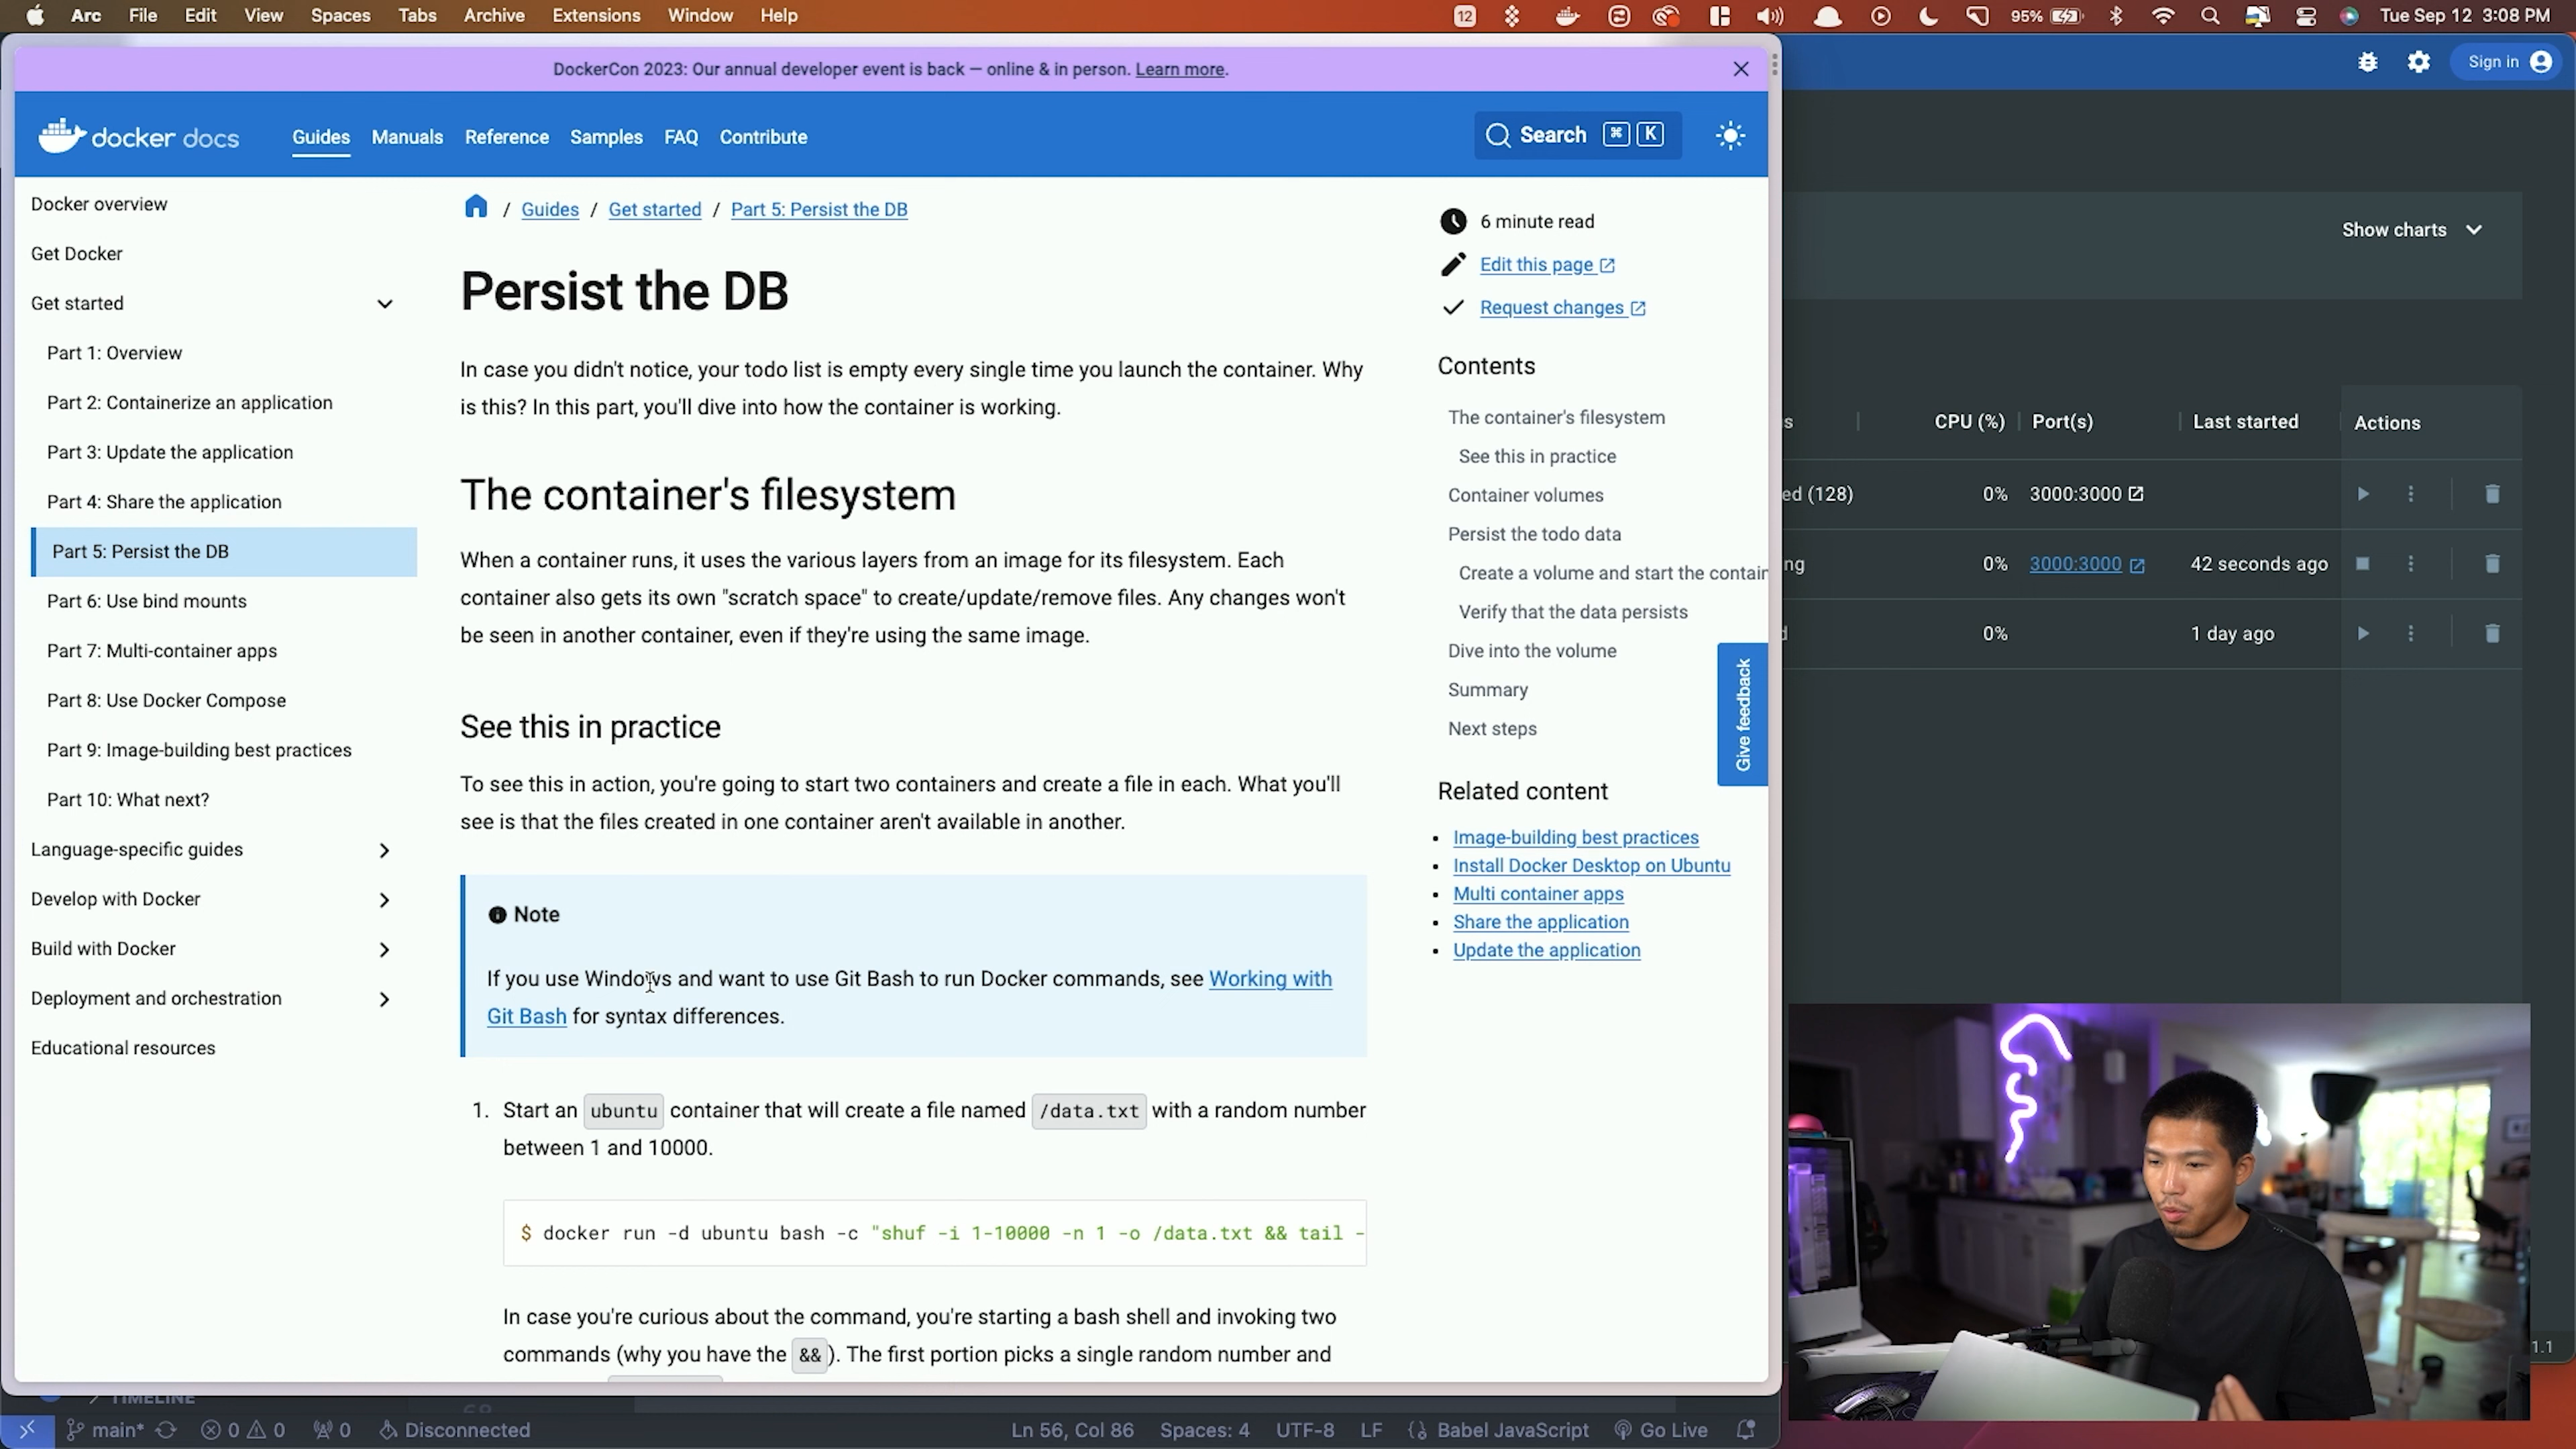 Arc File Edit View Spaces Tabs Archive Extensions Window Help
12 95% Tue Sep 12 3:08 PM
DockerCon 2023: Our annual developer event is back — online & in person. Learn more.
Sign in
docker docs Guides Manuals Reference Samples FAQ Contribute Search ⌘ K
Docker overview
Get Docker
Get started
Part 1: Overview
Part 2: Containerize an application
Part 3: Update the application
Part 4: Share the application
Part 5: Persist the DB
Part 6: Use bind mounts
Part 7: Multi-container apps
Part 8: Use Docker Compose
Part 9: Image-building best practices
Part 10: What next?
Language-specific guides
Develop with Docker
Build with Docker
Deployment and orchestration
Educational resources
/ Guides / Get started / Part 5: Persist the DB
Persist the DB
In case you didn't notice, your todo list is empty every single time you launch the container. Why
is this? In this part, you'll dive into how the container is working.
The container's filesystem
When a container runs, it uses the various layers from an image for its filesystem. Each
container also gets its own "scratch space" to create/update/remove files. Any changes won't
be seen in another container, even if they're using the same image.
See this in practice
To see this in action, you're going to start two containers and create a file in each. What you'll
see is that the files created in one container aren't available in another.
Note
If you use Windows and want to use Git Bash to run Docker commands, see Working with
Git Bash for syntax differences.
1. Start an ubuntu container that will create a file named /data.txt with a random number
between 1 and 10000.
$ docker run -d ubuntu bash -c "shuf -i 1-10000 -n 1 -o /data.txt && tail -
In case you're curious about the command, you're starting a bash shell and invoking two
commands (why you have the && ). The first portion picks a single random number and
6 minute read
Edit this page
Request changes
Contents
The container's filesystem
See this in practice
Container volumes
Persist the todo data
Create a volume and start the contain
Verify that the data persists
Dive into the volume
Summary
Next steps
Related content
• Image-building best practices
• Install Docker Desktop on Ubuntu
• Multi container apps
• Share the application
• Update the application
Give feedback
Show charts
s CPU (%) Port(s) Last started Actions
ed (128) 0% 3000:3000
ng 0% 3000:3000 42 seconds ago
d 0% 1 day ago
1.1
TIMELINE
68
main* 0 0 0 Disconnected Ln 56, Col 86 Spaces: 4 UTF-8 LF Babel JavaScript Go Live